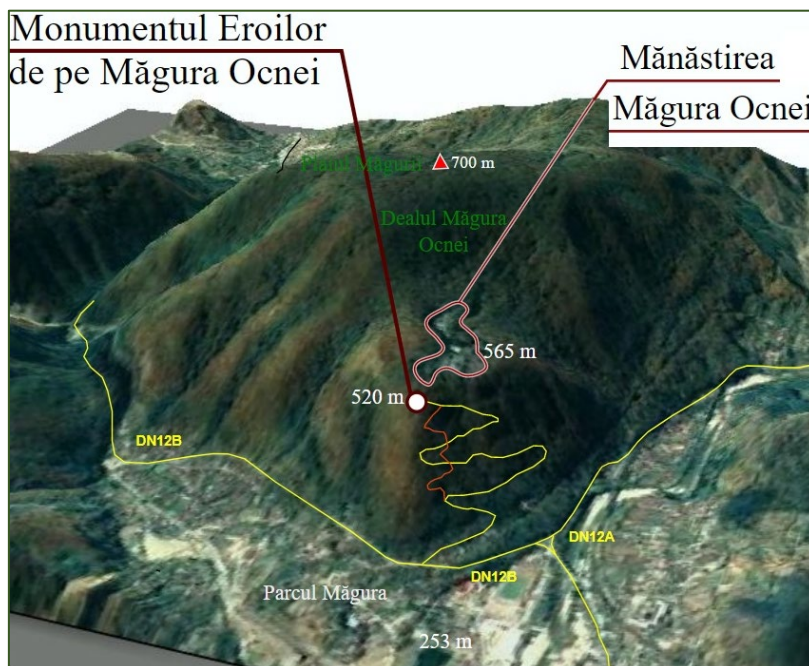 Monumentul Eroilor
de pe Măgura Ocnei
Mănăstirea
Măgura Ocnei
Plaiul Măgura
700 m
Dealul Măgura
Ocnei
565 m
520 m
DN12B
DN12A
DN12B
Parcul Măgura
253 m